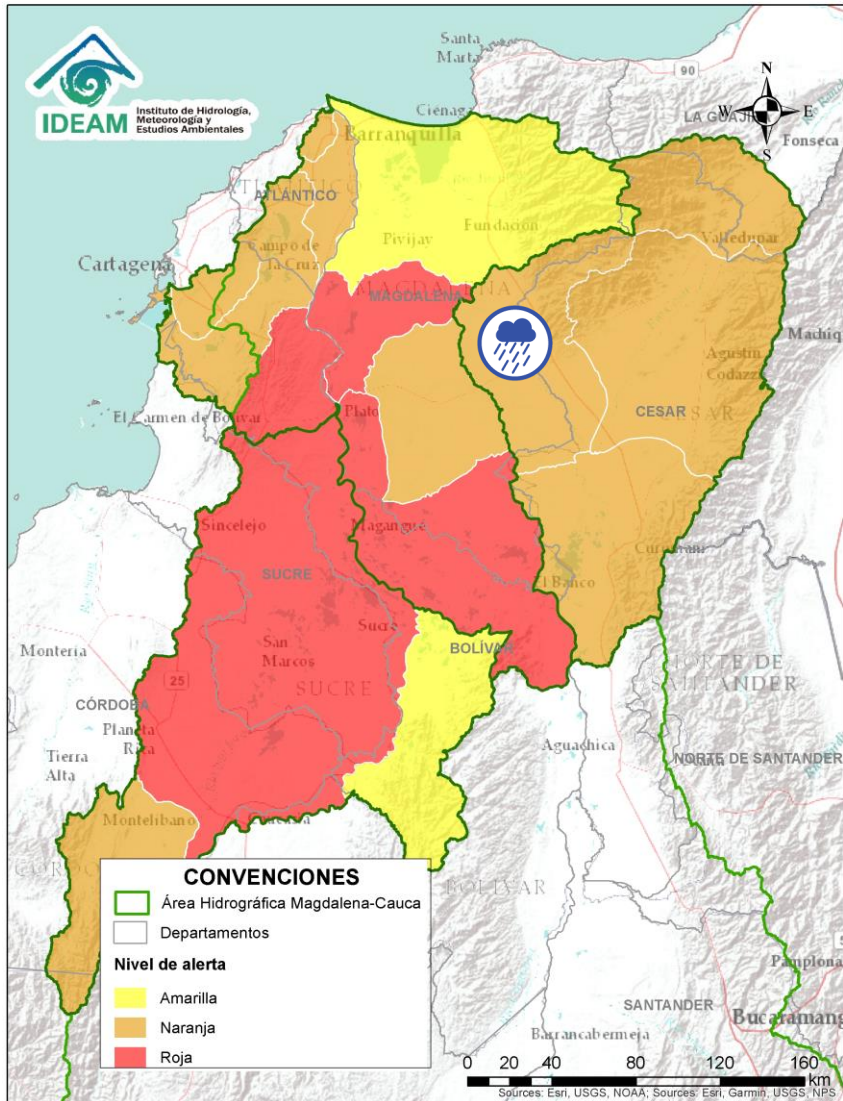 Santa
Marta
90
N
W
E
S
LA GUAJI
Fonseca
IDEAM
Instituto de Hidrología,
Meteorología y
Estudios Ambientales
Ciénaga
Barranquilla
ATLÁNTICO
Fundación
Pivijay
Campo de
la Cruz
Valledupar
Cartagena
MAGDALENA
MAGDALENA
Machiq
Agustín
Codazzi
CESAR
El Carmen de Bolívar
Plato
Sincelejo
Magangué
SUCRE
El Banco
Sucre
Montería
San
Marcos
BOLÍVAR
SUCRE
25
NORTE DE
SANTANDER
CÓRDOBA
Planeta
Rica
Tierra
Alta
Aguachica
NORTE DE SANTANDER
Montelíbano
BOLÍVAR
CONVENCIONES
Área Hidrográfica Magdalena-Cauca
Departamentos
Nivel de alerta
Amarilla
Naranja
Roja
Pamplona
SANTANDER
Bucaramang
Barrancabermeja
0 20 40 80 120 160
km
Sources: Esri, USGS, NOAA; Sources: Esri, Garmin, USGS, NPS